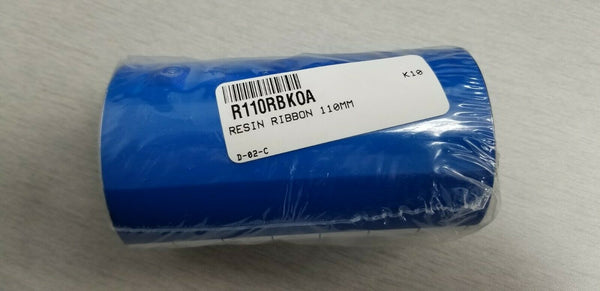 K10
R110RBKOA
RESIN RIBBON 110MM
D-02-C